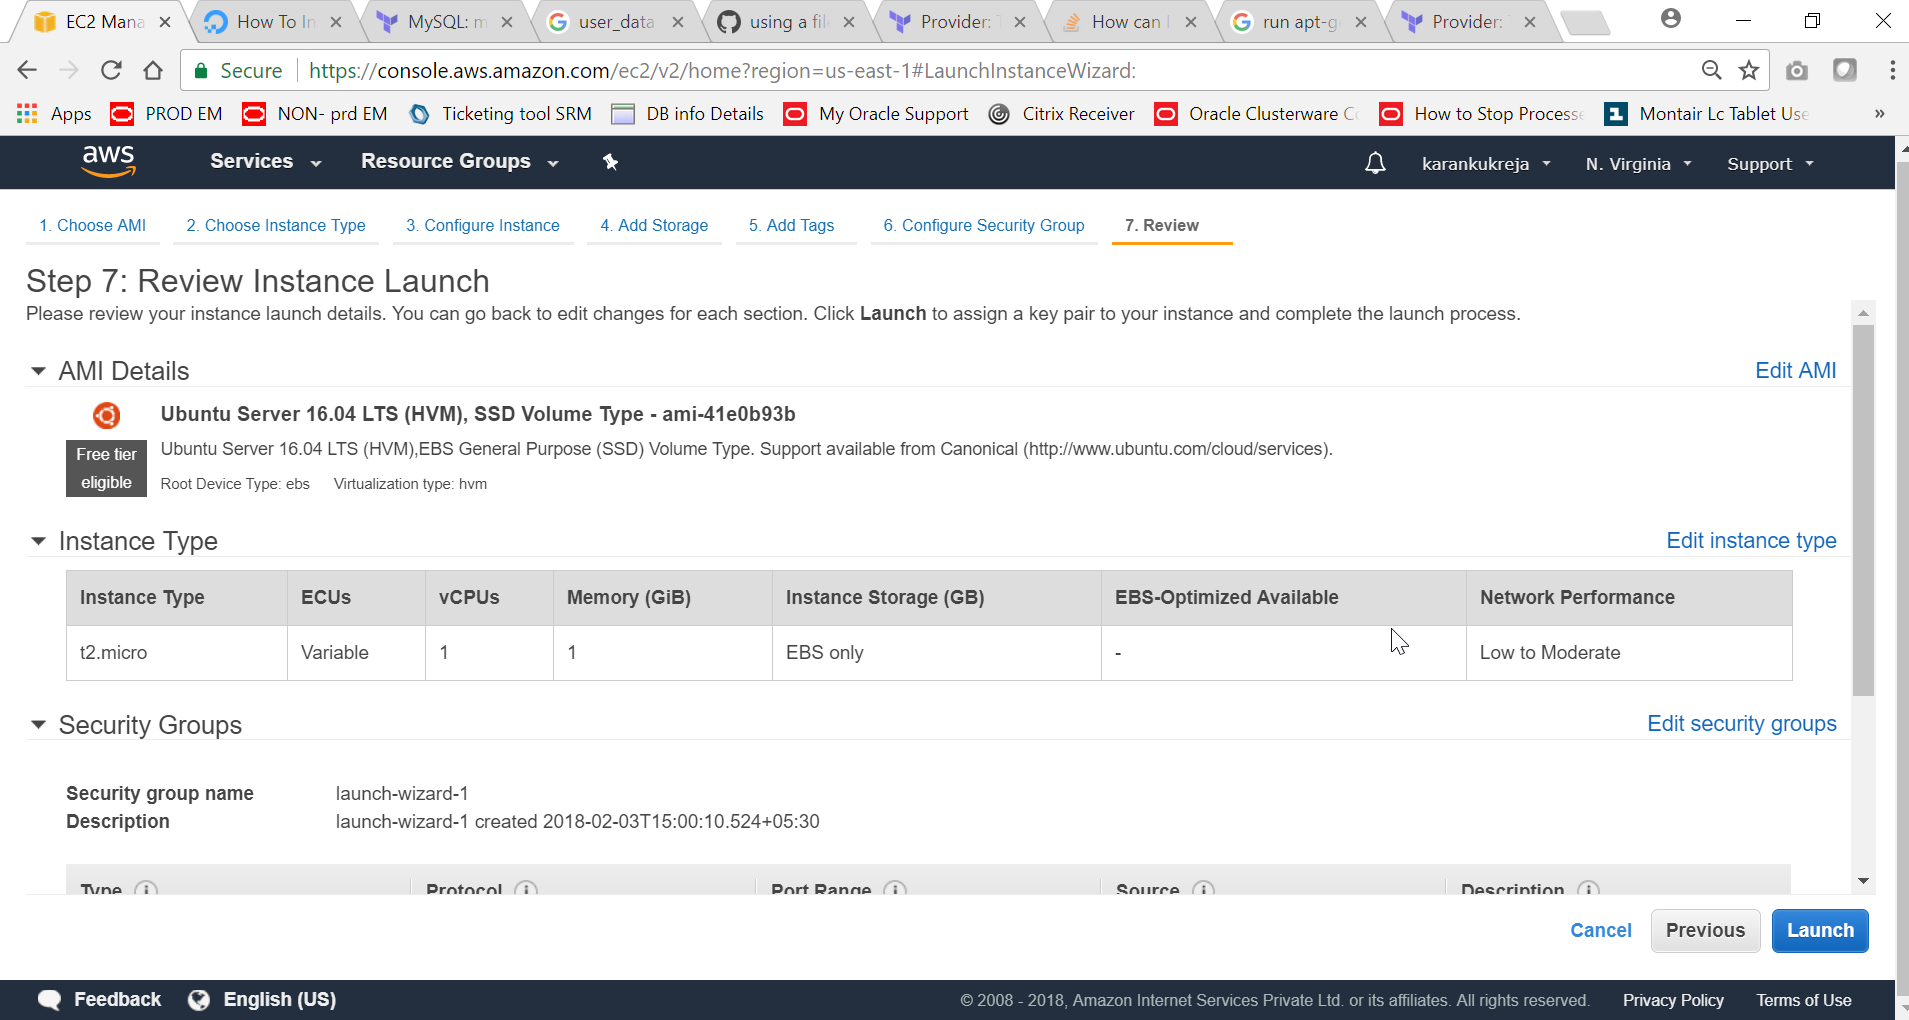 EC2 Mana
How To In
MySQL: m
user_data
using a fil
Provider:
How can I
run apt-g
Provider:
Secure https://console.aws.amazon.com/ec2/v2/home?region=us-east-1#LaunchInstanceWizard:
Apps PROD EM NON- prd EM Ticketing tool SRM DB info Details My Oracle Support Citrix Receiver Oracle Clusterware Co How to Stop Processe Montair Lc Tablet Use »
aws Services Resource Groups karankukreja N. Virginia Support
1. Choose AMI 2. Choose Instance Type 3. Configure Instance 4. Add Storage 5. Add Tags 6. Configure Security Group 7. Review
Step 7: Review Instance Launch
Please review your instance launch details. You can go back to edit changes for each section. Click Launch to assign a key pair to your instance and complete the launch process.
AMI Details Edit AMI
Ubuntu Server 16.04 LTS (HVM), SSD Volume Type - ami-41e0b93b
Free tier eligible
Ubuntu Server 16.04 LTS (HVM),EBS General Purpose (SSD) Volume Type. Support available from Canonical (http://www.ubuntu.com/cloud/services).
Root Device Type: ebs Virtualization type: hvm
Instance Type Edit instance type
Instance Type ECUs vCPUs Memory (GiB) Instance Storage (GB) EBS-Optimized Available Network Performance
t2.micro Variable 1 1 EBS only - Low to Moderate
Security Groups Edit security groups
Security group name launch-wizard-1
Description launch-wizard-1 created 2018-02-03T15:00:10.524+05:30
Type Protocol Port Range Source Description
Cancel Previous Launch
Feedback English (US) © 2008 - 2018, Amazon Internet Services Private Ltd. or its affiliates. All rights reserved. Privacy Policy Terms of Use